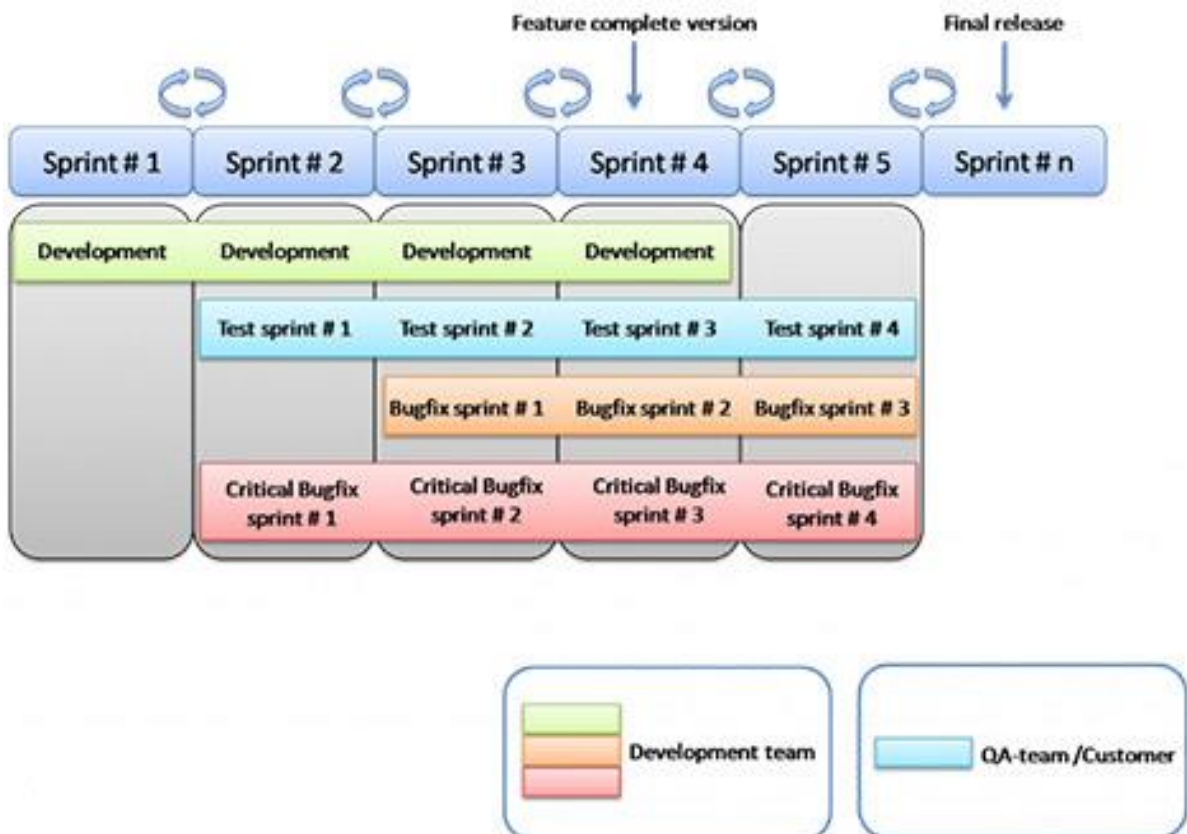 Feature complete version
Final release
Sprint # 1
Sprint # 2
Sprint # 3
Sprint # 4
Sprint # 5
Sprint # n
Development
Development
Development
Development
Test sprint # 1
Test sprint # 2
Test sprint # 3
Test sprint # 4
Bugfix sprint # 1
Bugfix sprint # 2
Bugfix sprint # 3
Critical Bugfix
sprint # 1
Critical Bugfix
sprint # 2
Critical Bugfix
sprint # 3
Critical Bugfix
sprint # 4
Development team
QA-team /Customer